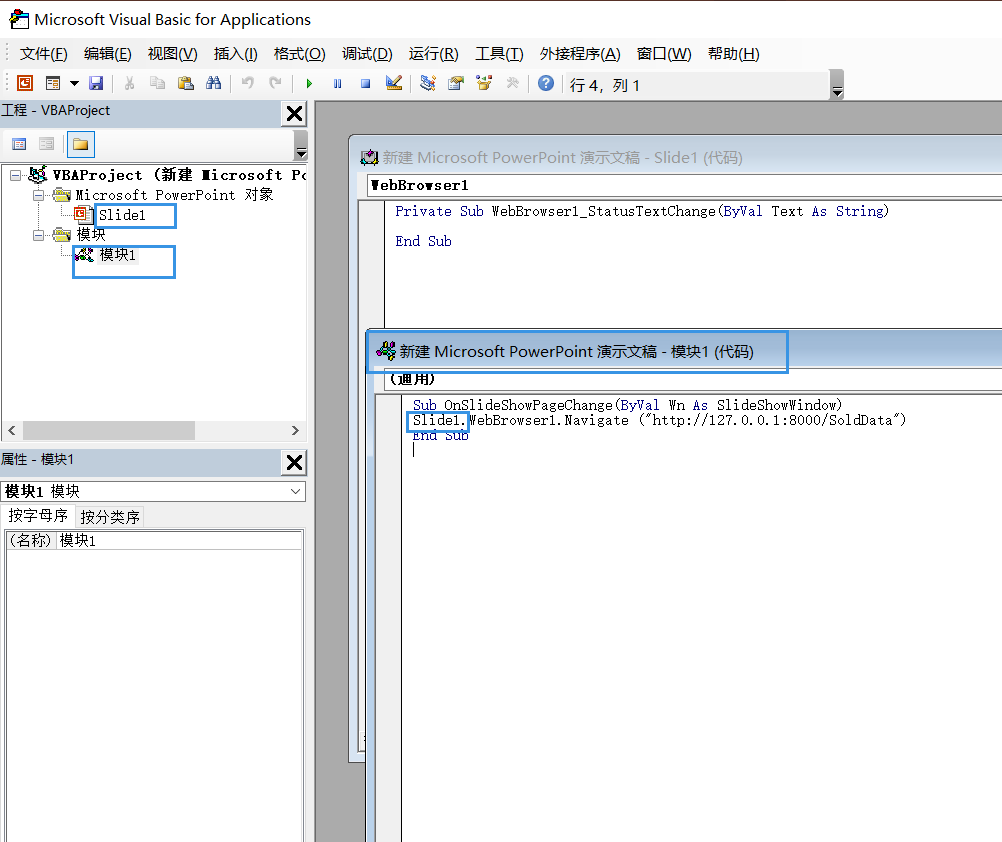 Microsoft Visual Basic for Applications
文件(F) 编辑(E) 视图(V) 插入(I) 格式(O) 调试(D) 运行(R) 工具(T) 外接程序(A) 窗口(W) 帮助(H)
行 4，列 1
工程 - VBAProject
VBAProject (新建 Microsoft Po
Microsoft PowerPoint 对象
Slide1
模块
模块1
属性 - 模块1
模块1 模块
按字母序 按分类序
(名称) 模块1
新建 Microsoft PowerPoint 演示文稿 - Slide1 (代码)
WebBrowser1
Private Sub WebBrowser1_StatusTextChange(ByVal Text As String)
End Sub
新建 Microsoft PowerPoint 演示文稿 - 模块1 (代码)
(通用)
Sub OnSlideShowPageChange(ByVal Wn As SlideShowWindow)
Slide1.WebBrowser1.Navigate ("http://127.0.0.1:8000/SoldData")
End Sub